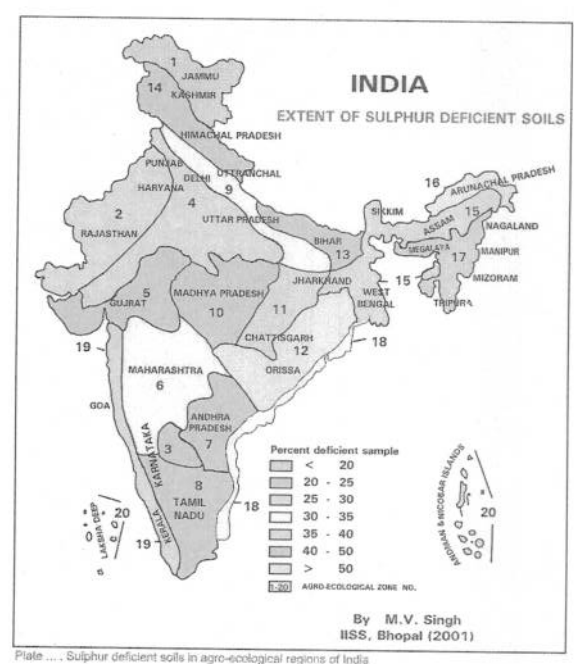 INDIA
EXTENT OF SULPHUR DEFICIENT SOILS
1
JAMMU
14
KASHMIR
HIMACHAL PRADESH
PUNJAB
DELHI
UTTRANCHAL
HARYANA
9
2
4
RAJASTHAN
UTTAR PRADESH
16
ARUNACHAL PRADESH
SIKKIM
15
ASSAM
NAGALAND
BIHAR
13
MEGALAYA
17
MANIPUR
JHARKHAND
15
MIZORAM
WEST
BENGAL
TRIPURA
5
GUJRAT
MADHYA PRADESH
10
11
CHATTISGARH
12
ORISSA
18
19
MAHARASHTRA
6
GOA
ANDHRA
PRADESH
7
KARNATAKA
3
8
TAMIL
NADU
18
KERALA
19
LAKSHA DEEP
20
ANDMAN & NICOBAR ISLANDS
20
Percent deficient sample
< 20
20 - 25
25 - 30
30 - 35
35 - 40
40 - 50
> 50
1-20 AGRO-ECOLOGICAL ZONE NO.
By M.V. Singh
IISS, Bhopal (2001)
Plate .... Sulphur deficient soils in agro-ecological regions of India